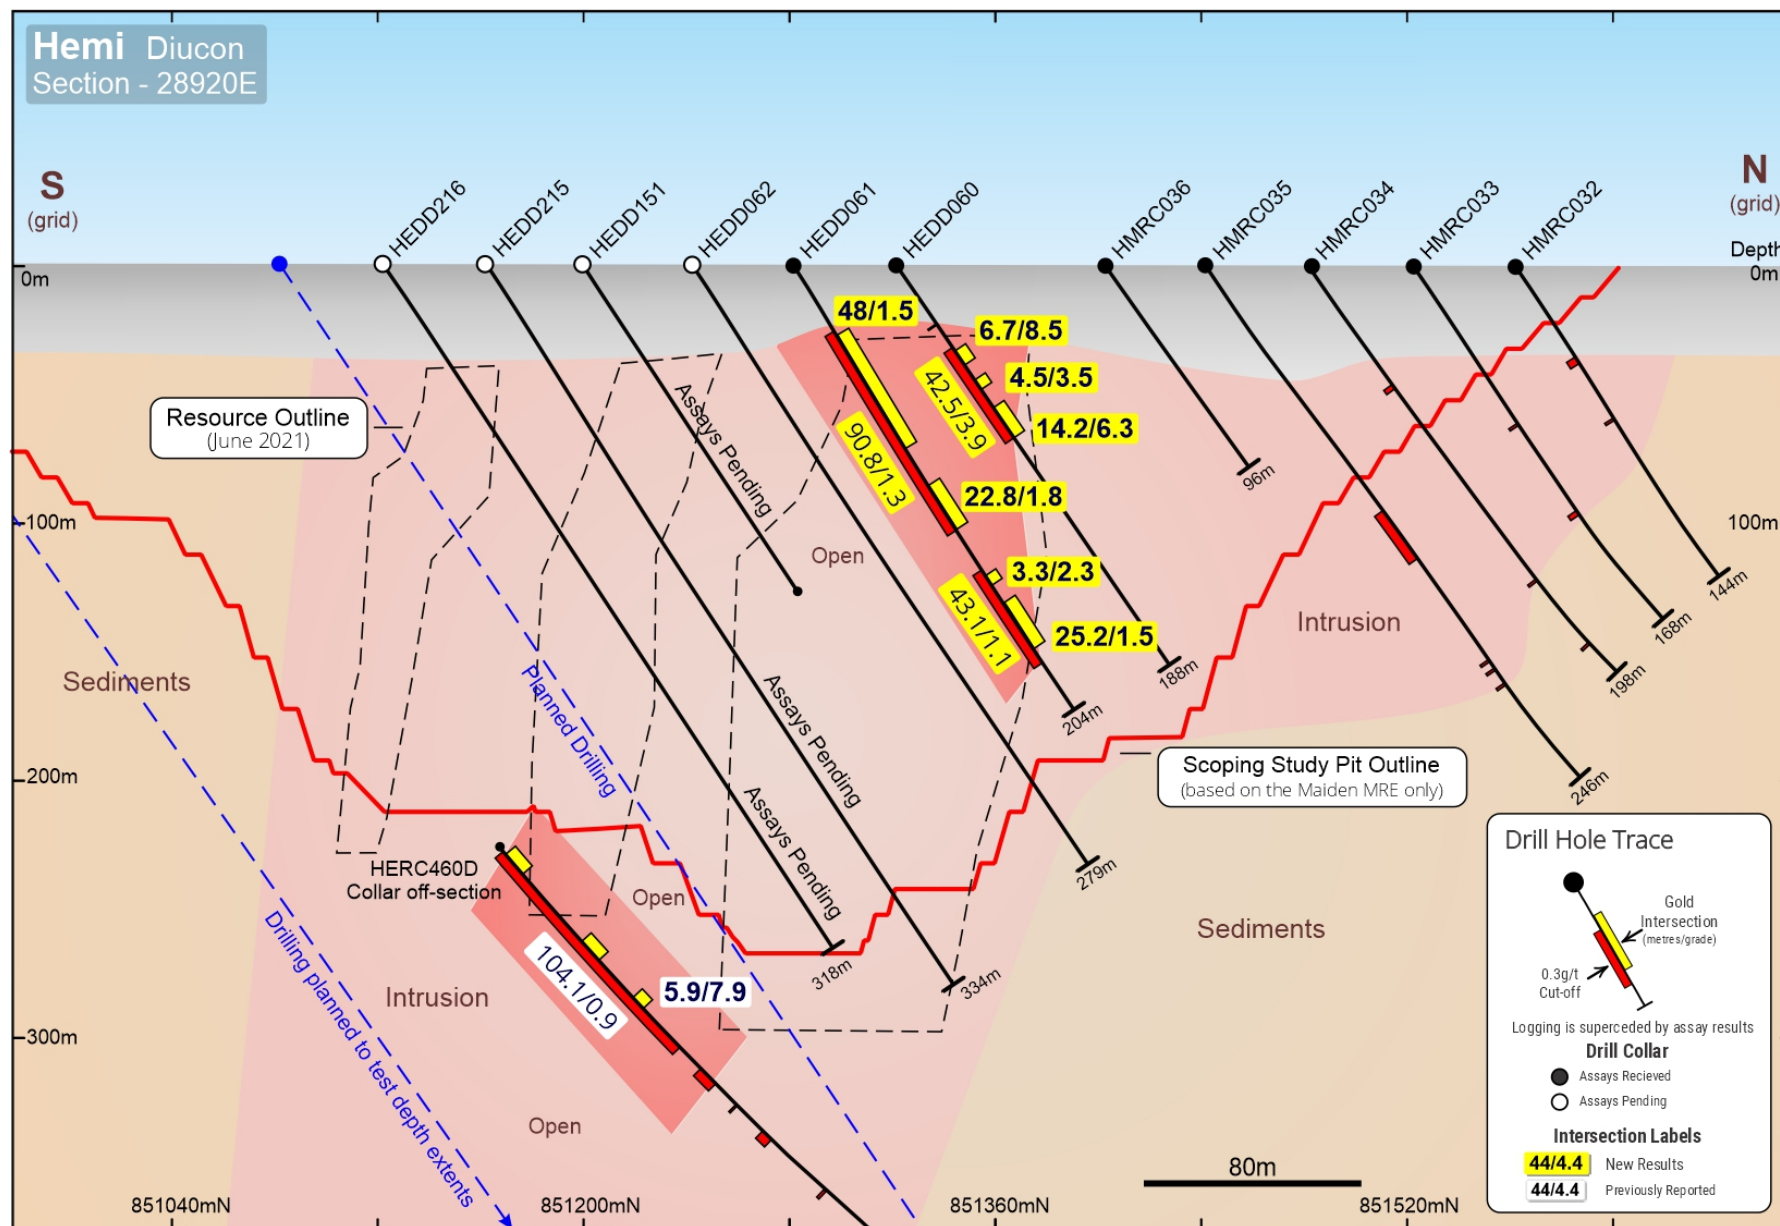 Hemi Diucon
Section - 28920E
S
(grid)
N
(grid)
HEDD216
HEDD215
HEDD151
HEDD062
HEDD061
HEDD060
HMRC036
HMRC035
HMRC034
HMRC033
HMRC032
Depth
0m
0m
48/1.5
6.7/8.5
4.5/3.5
42.5/3.9
14.2/6.3
Resource Outline
(June 2021)
Assays Pending
90.8/1.3
22.8/1.8
96m
100m
100m
Open
3.3/2.3
43.1/1.1
25.2/1.5
Intrusion
144m
168m
198m
188m
204m
Sediments
Planned Drilling
Assays Pending
Assays Pending
200m
Scoping Study Pit Outline
(based on the Maiden MRE only)
246m
279m
HERC460D
Collar off-section
Open
318m
334m
Sediments
Drilling planned to test depth extents
Intrusion
104.1/0.9
5.9/7.9
300m
Open
80m
851040mN
851200mN
851360mN
851520mN
Drill Hole Trace
Gold
Intersection
(metres/grade)
0.3g/t
Cut-off
Logging is superceded by assay results
Drill Collar
Assays Recieved
Assays Pending
Intersection Labels
44/4.4 New Results
44/4.4 Previously Reported